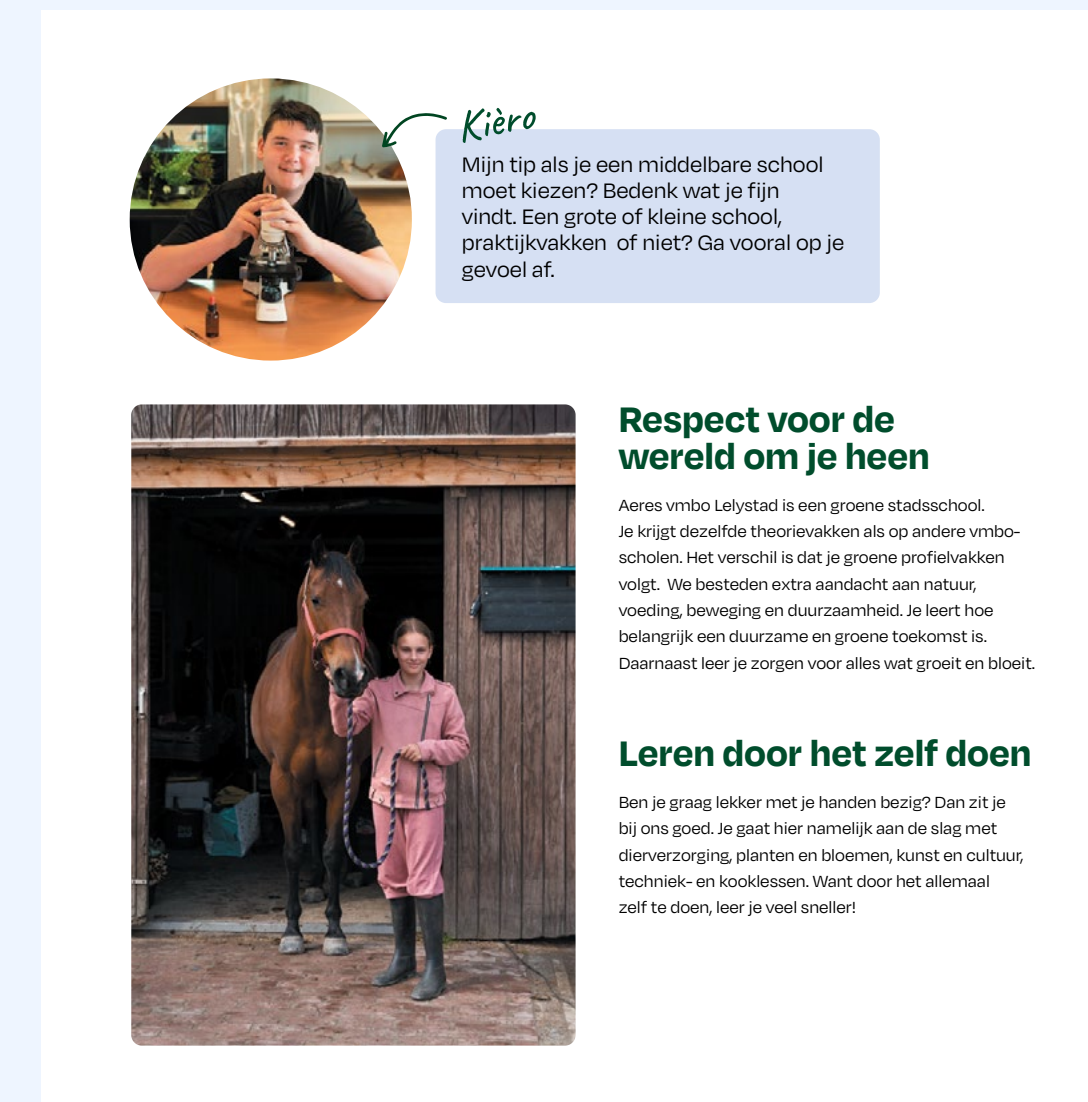 Kièro
Mijn tip als je een middelbare school
moet kiezen? Bedenk wat je fijn
vindt. Een grote of kleine school,
praktijkvakken of niet? Ga vooral op je
gevoel af.
Respect voor de
wereld om je heen
Aeres vmbo Lelystad is een groene stadsschool.
Je krijgt dezelfde theorievakken als op andere vmbo-
scholen. Het verschil is dat je groene profielvakken
volgt. We besteden extra aandacht aan natuur,
voeding, beweging en duurzaamheid. Je leert hoe
belangrijk een duurzame en groene toekomst is.
Daarnaast leer je zorgen voor alles wat groeit en bloeit.
Leren door het zelf doen
Ben je graag lekker met je handen bezig? Dan zit je
bij ons goed. Je gaat hier namelijk aan de slag met
dierverzorging, planten en bloemen, kunst en cultuur,
techniek- en kooklessen. Want door het allemaal
zelf te doen, leer je veel sneller!